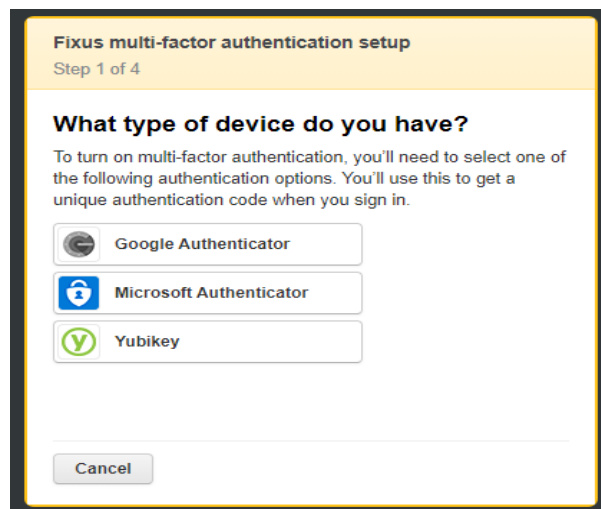 Fixus multi-factor authentication setup
Step 1 of 4
What type of device do you have?
To turn on multi-factor authentication, you'll need to select one of
the following authentication options. You'll use this to get a
unique authentication code when you sign in.
Google Authenticator
Microsoft Authenticator
Yubikey
Cancel